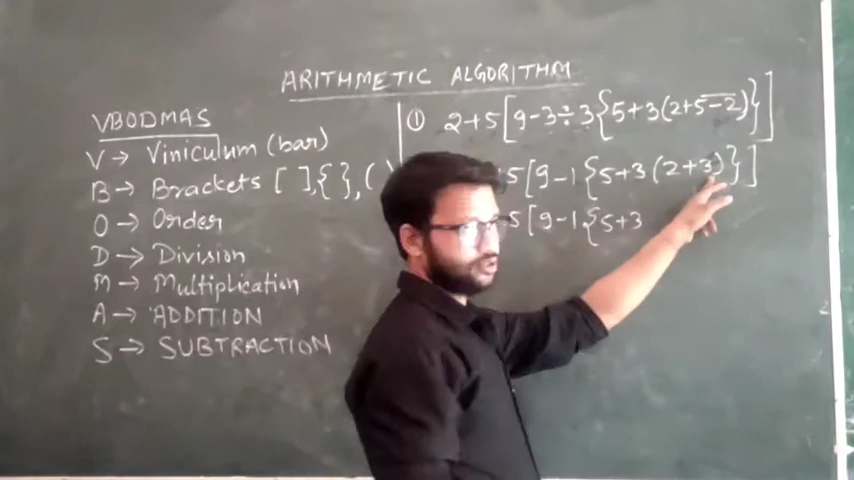 ARITHMETIC ALGORITHM
VBODMAS
V → Viniculum (bar)
B → Brackets [ ],{ },( )
O → Order
D → Division
M → Multiplication
A → ADDITION
S → SUBTRACTION
① 2+5[9-3÷3{5+3(2+5̅-̅2̅)}]
5[9-1{5+3(2+3)}]
5[9-1{5+3